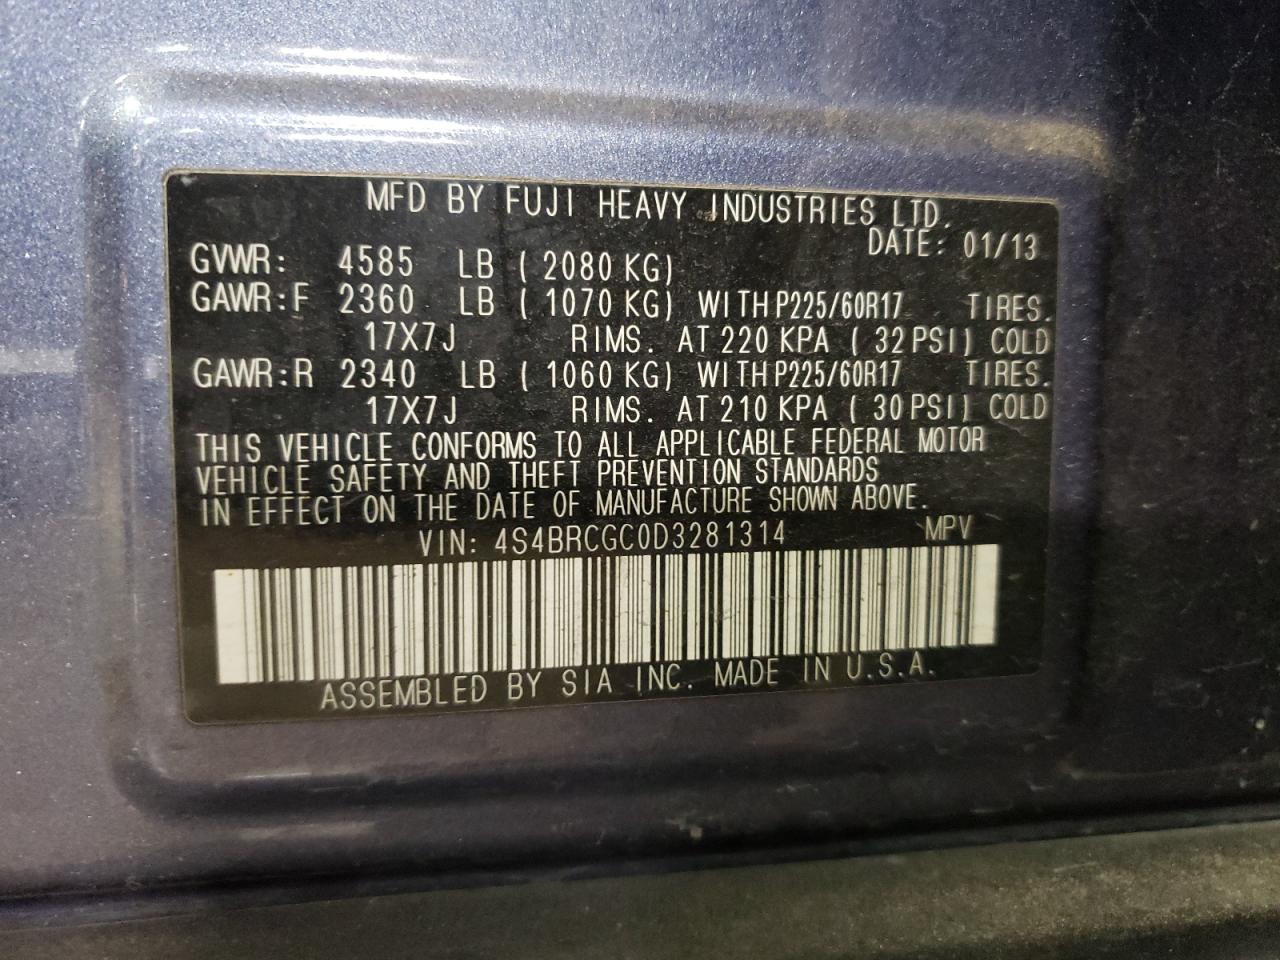 MFD BY FUJI HEAVY INDUSTRIES LTD.
DATE: 01/13
GVWR: 4585 LB ( 2080 KG)
GAWR:F 2360 LB ( 1070 KG) WITH P225/60R17 TIRES.
17X7J RIMS. AT 220 KPA ( 32 PSI) COLD
GAWR:R 2340 LB ( 1060 KG) WITH P225/60R17 TIRES.
17X7J RIMS. AT 210 KPA ( 30 PSI) COLD
THIS VEHICLE CONFORMS TO ALL APPLICABLE FEDERAL MOTOR
VEHICLE SAFETY AND THEFT PREVENTION STANDARDS
IN EFFECT ON THE DATE OF MANUFACTURE SHOWN ABOVE.
VIN: 4S4BRCGC0D3281314 MPV
ASSEMBLED BY SIA INC. MADE IN U.S.A.